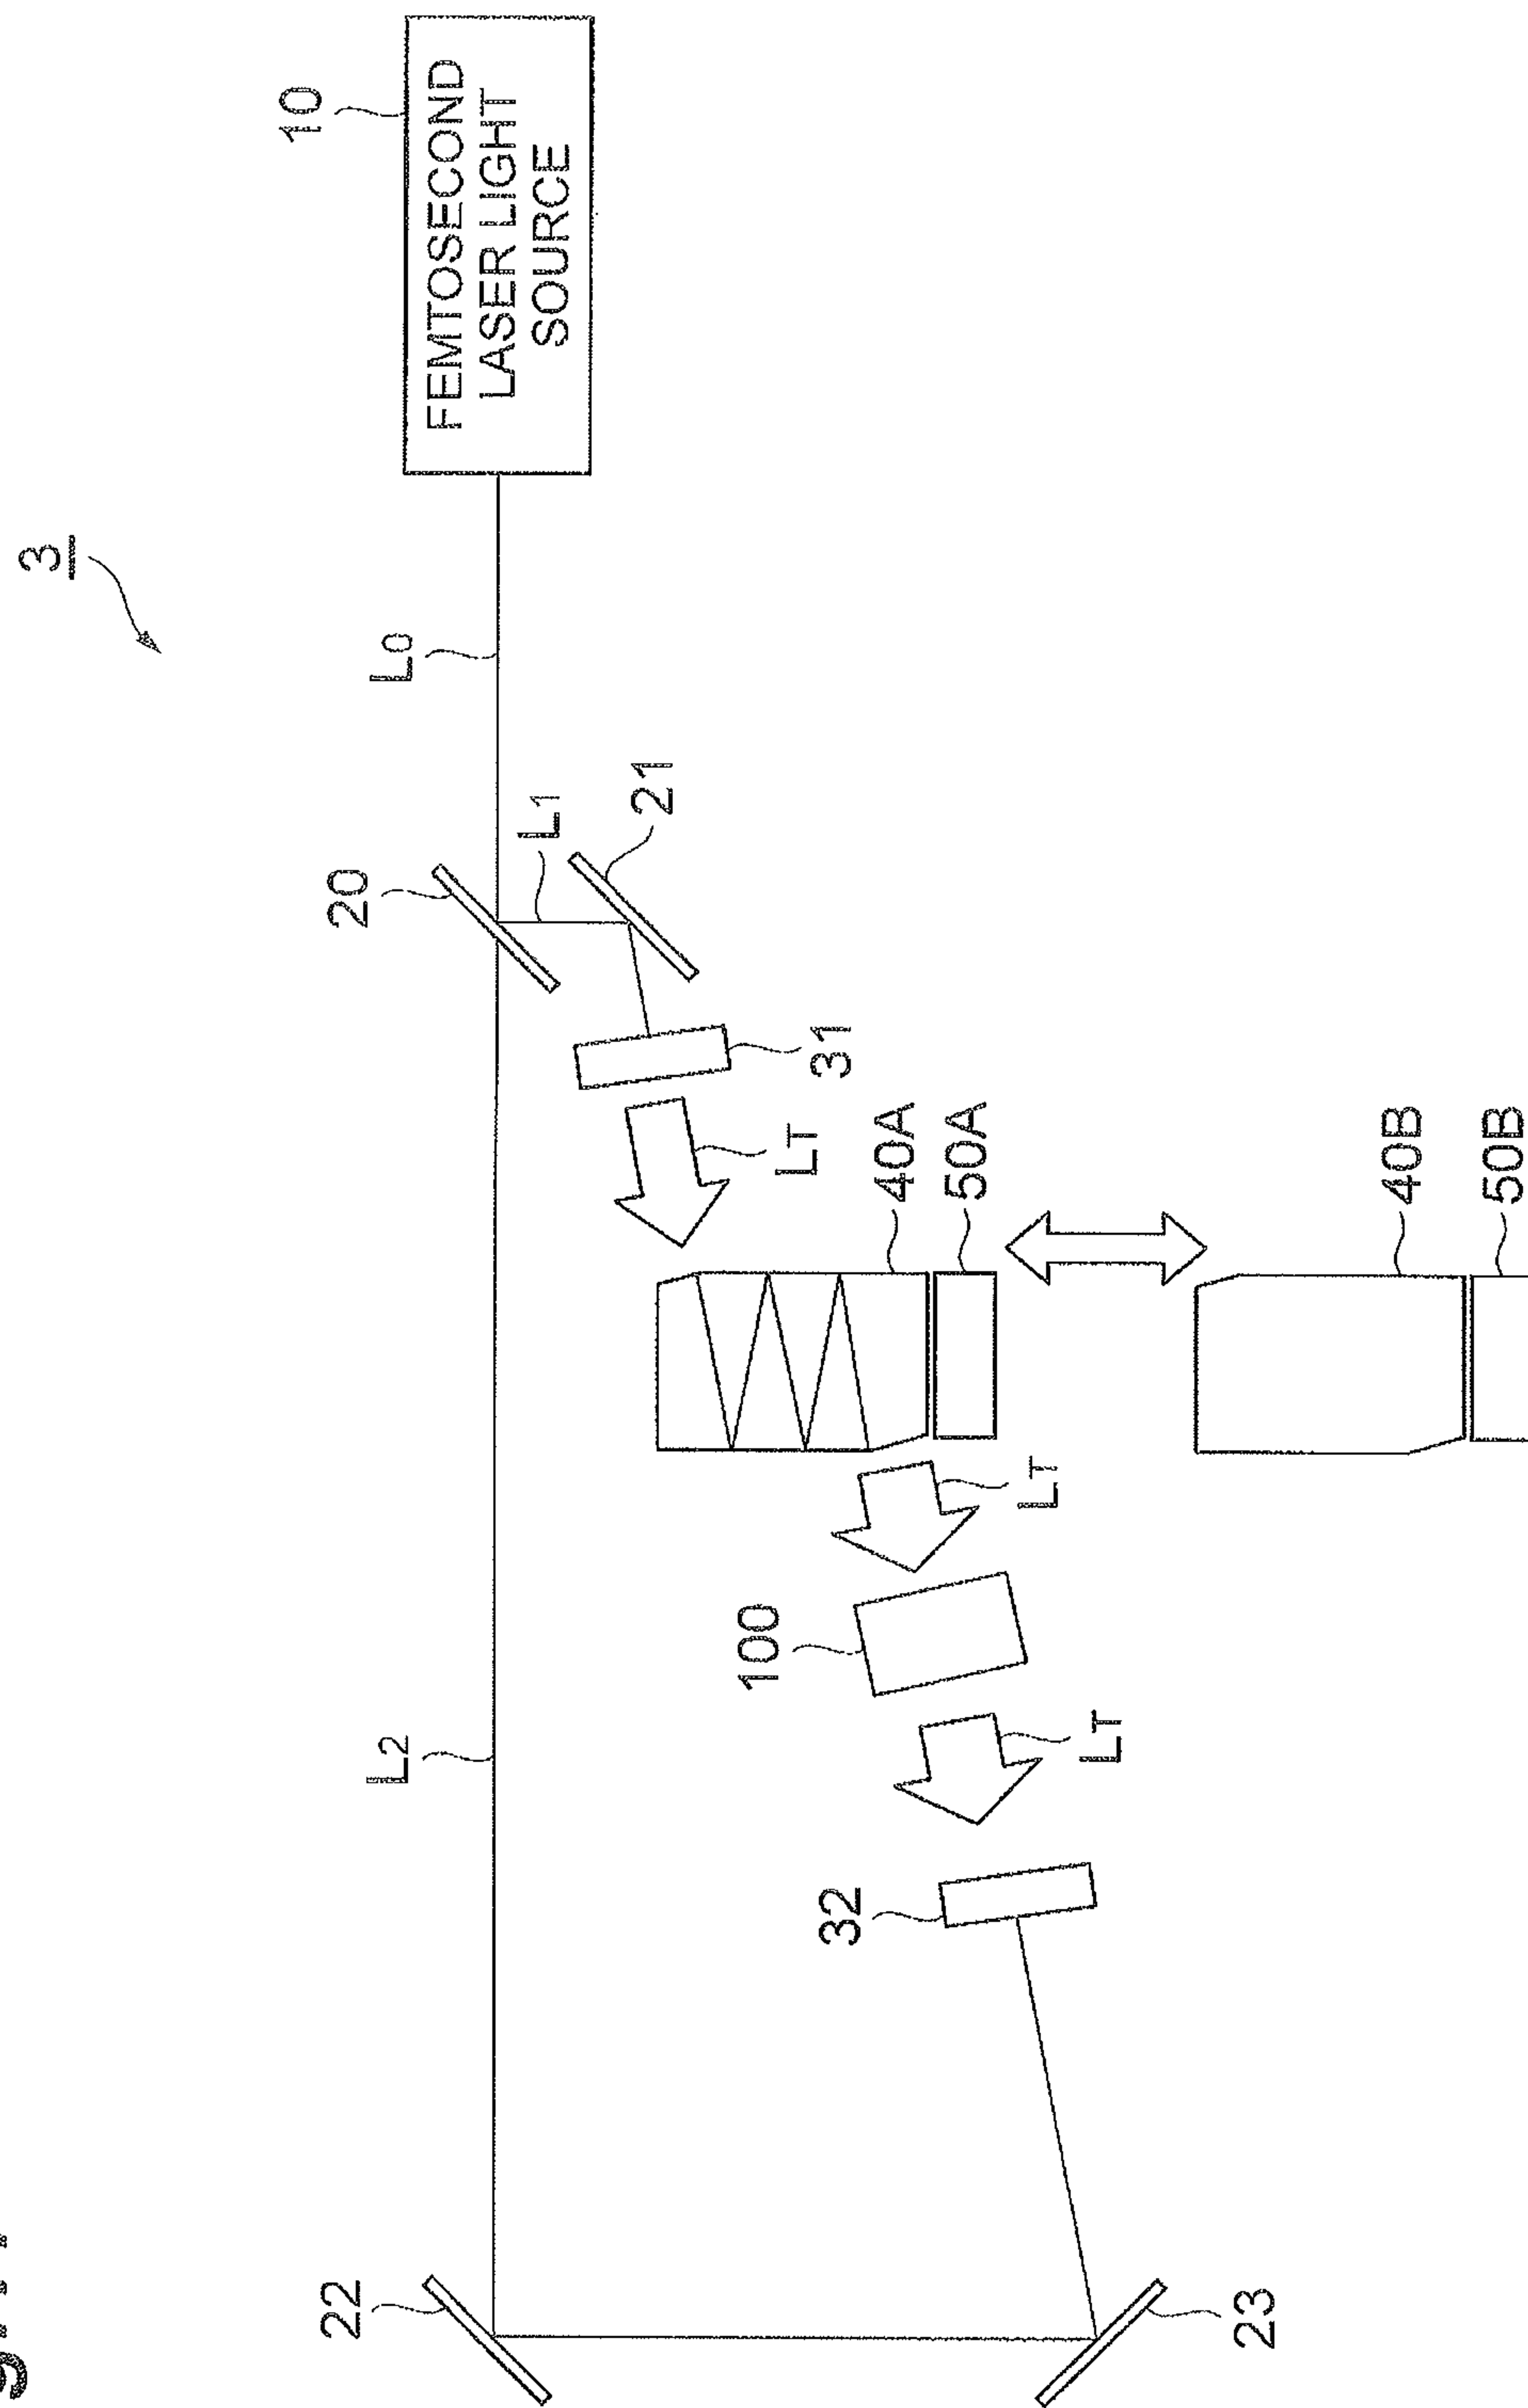 3
10
FEMTOSECOND
LASER LIGHT
SOURCE
L0
20
L1
21
31
LT
40A
50A
40B
50B
LT
100
L2
LT
32
22
23